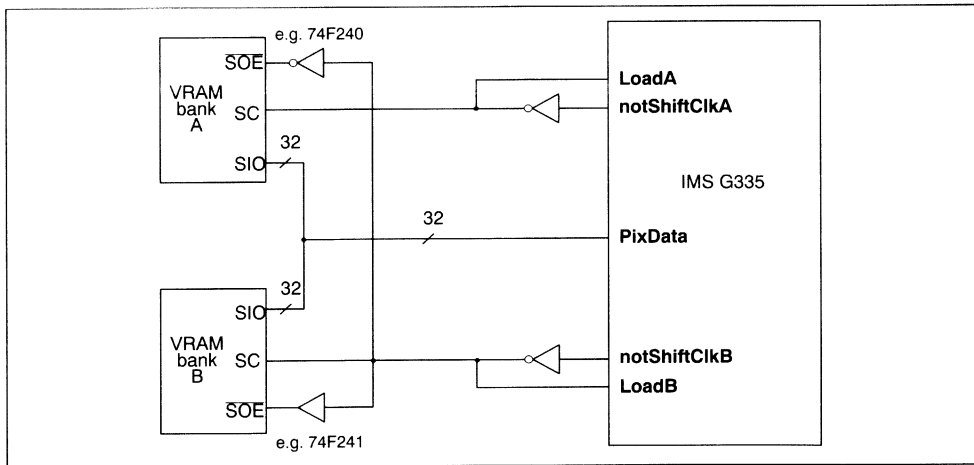 e.g. 74F240
SOE
VRAM
bank
A
SC
SIO
32
LoadA
notShiftClkA
IMS G335
32
PixData
32
SIO
VRAM
bank
B
SC
SOE
notShiftClkB
LoadB
e.g. 74F241